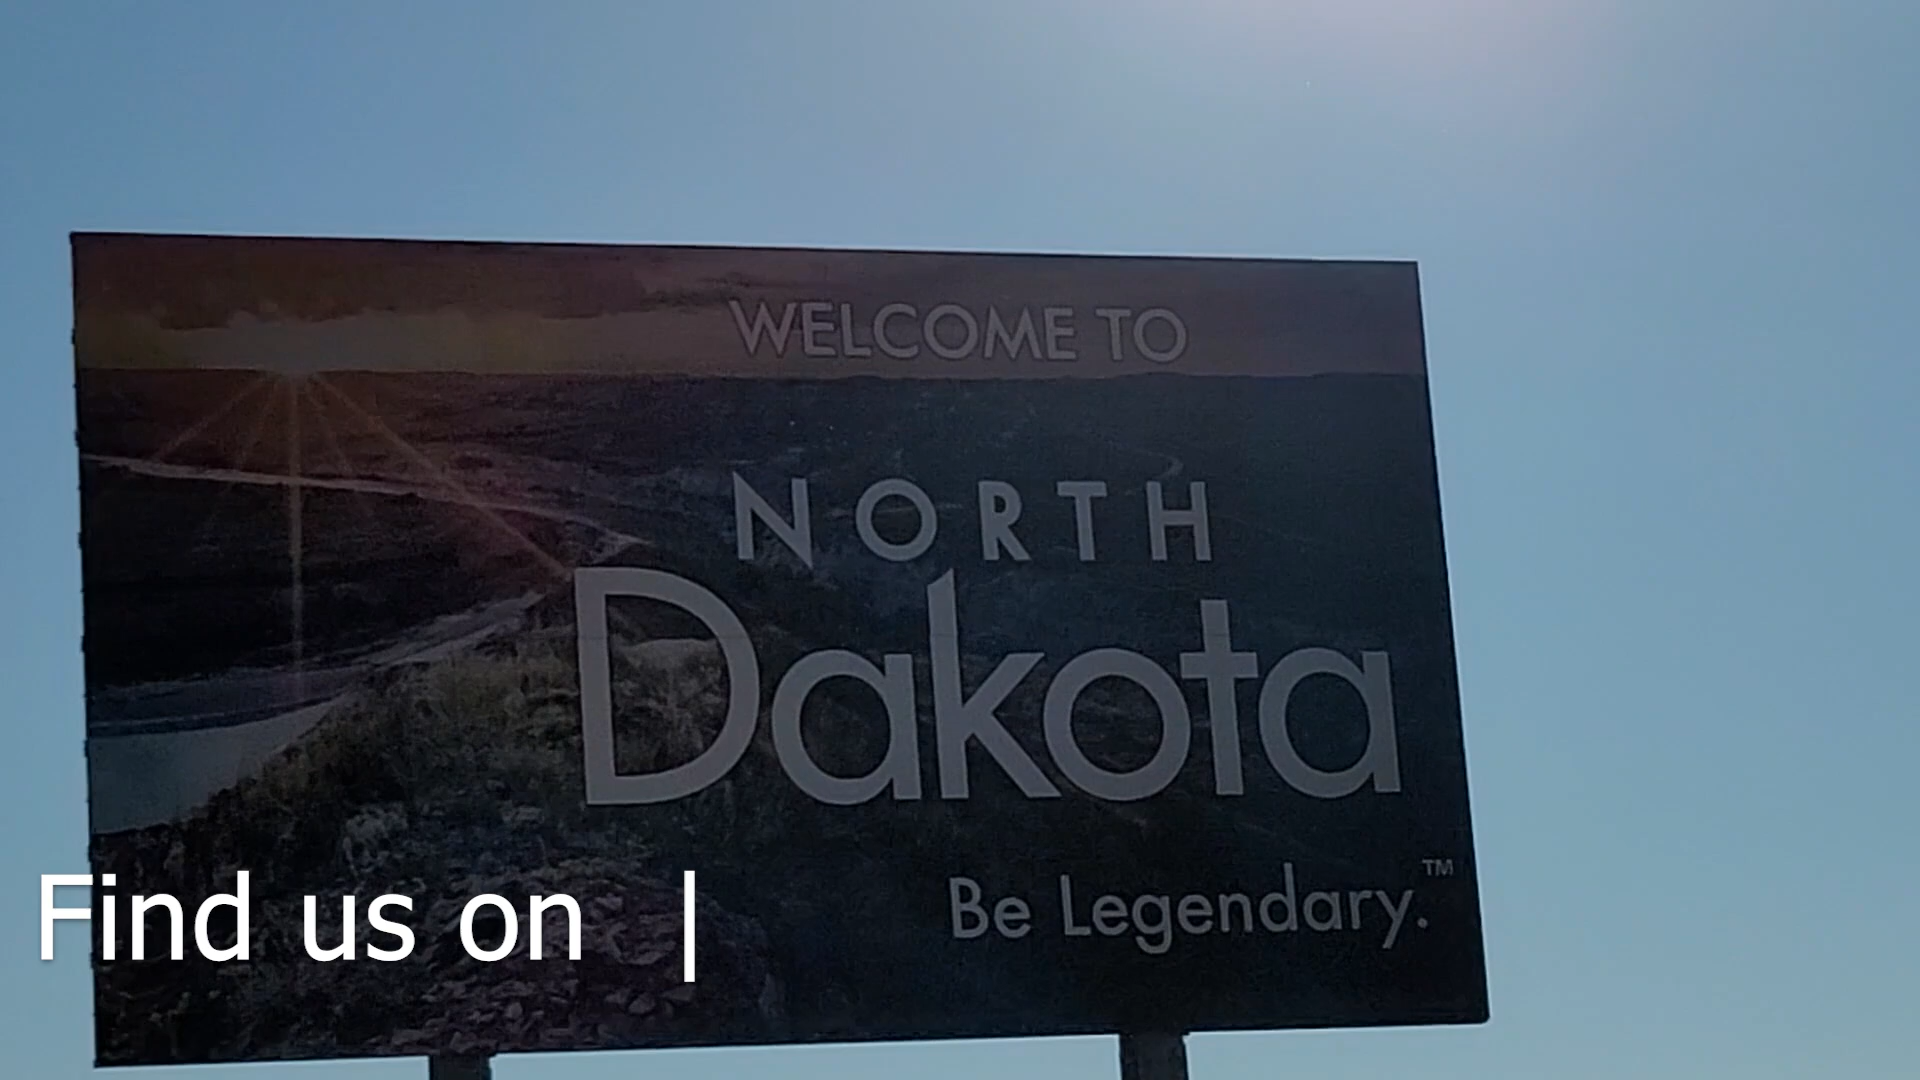 WELCOME TO
NORTH
Dakota
Be Legendary.™
Find us on |